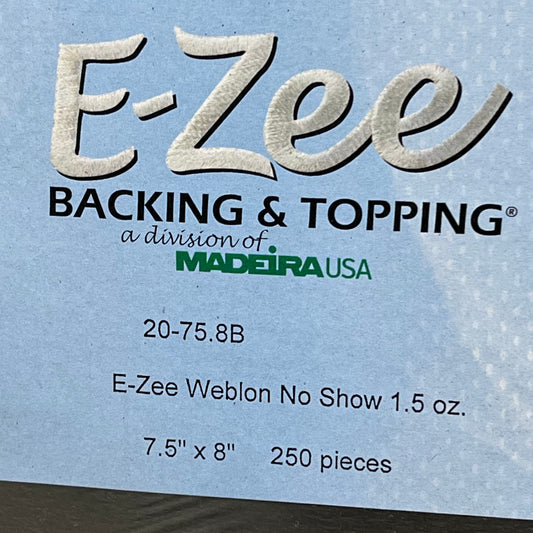 E-Zee
BACKING & TOPPING®
a division of
MADEIRA USA
20-75.8B
E-Zee Weblon No Show 1.5 oz.
7.5" x 8" 250 pieces